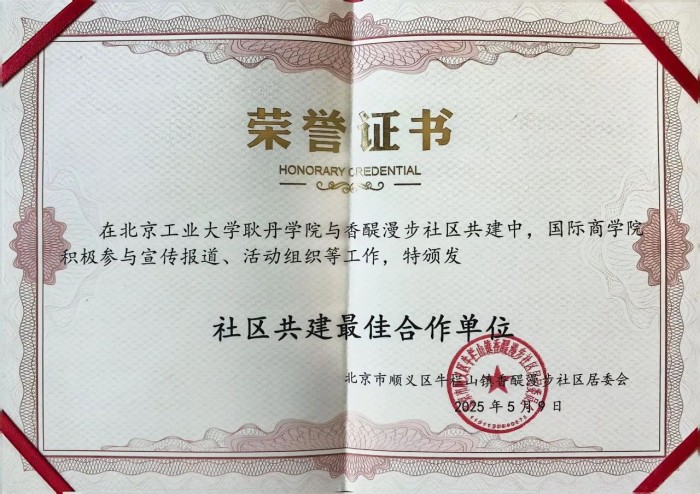 荣誉证书
HONORARY CREDENTIAL
在北京工业大学耿丹学院与香醍漫步社区共建中，国际商学院
积极参与宣传报道、活动组织等工作，特颁发
社区共建最佳合作单位
北京市顺义区牛栏山镇香醍漫步社区居委会
2025年5月9日